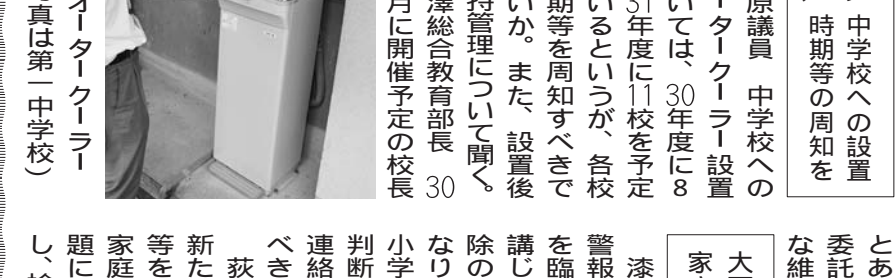 中学校への設置
時期等の周知を
原議員 中学校への
ータークーラー設置
いては、30年度に8
31年度に11校を予定
いるというが、各校
期等を周知すべきで
いか。また、設置後
持管理について聞く。
澤総合教育部長 30
月に開催予定の校長
ォータークーラー
真は第一中学校）
とあ
委託
な維
大
家
漆
警報
を臨
講じ
除の
なり
小学
判断
連絡
べき
荻
新た
等を
家庭
題に
し、